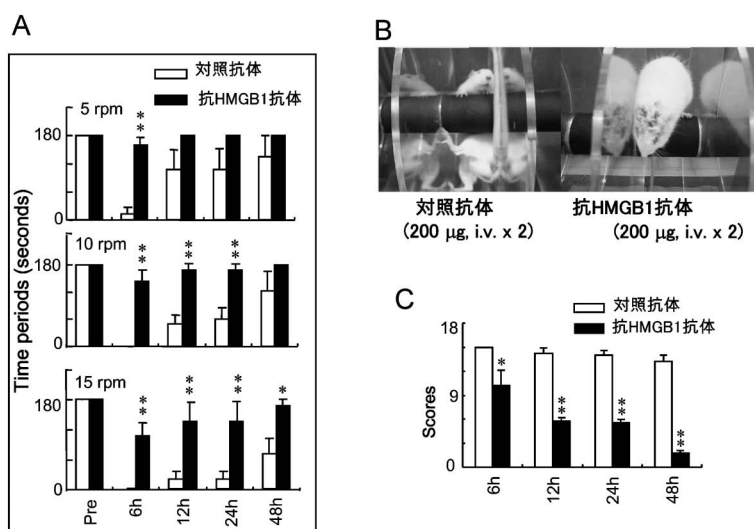 A
対照抗体
抗HMGB1抗体
5 rpm
180
**
0
10 rpm
180
** ** **
0
15 rpm
180
** ** ** *
0
Time periods (seconds)
Pre 6h 12h 24h 48h
B
対照抗体 抗HMGB1抗体
(200 μg, i.v. x 2) (200 μg, i.v. x 2)
C
対照抗体
抗HMGB1抗体
18
9
0
Scores
* ** ** **
6h 12h 24h 48h